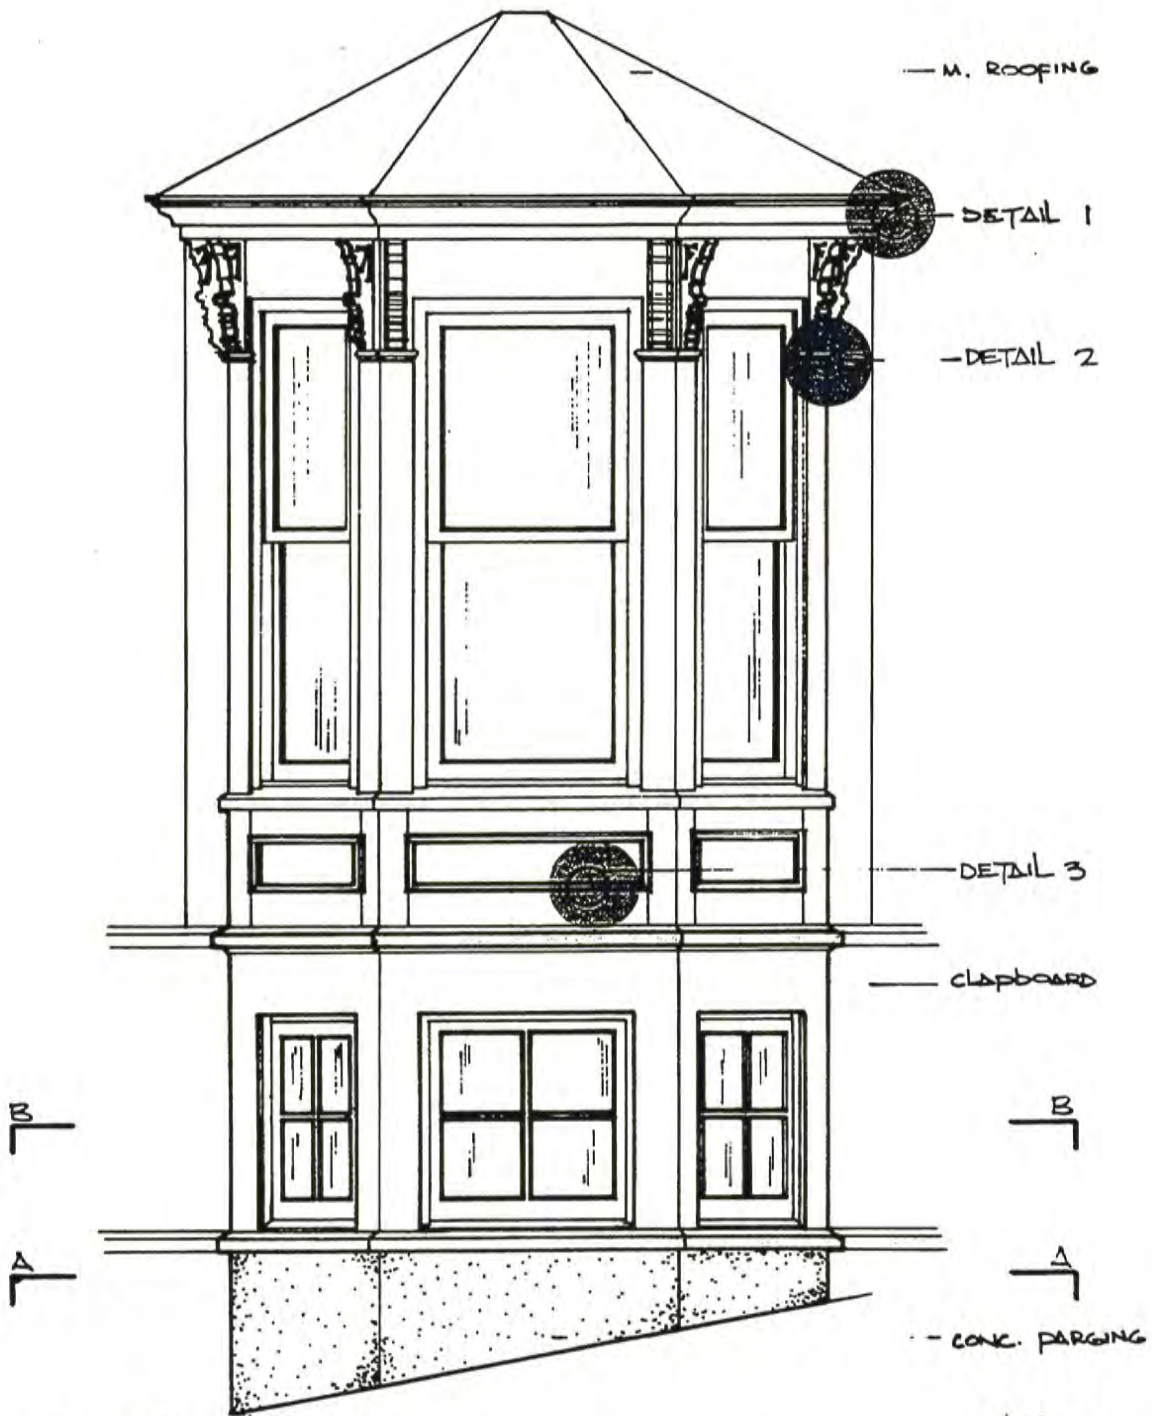 M. ROOFING
DETAIL 1
DETAIL 2
DETAIL 3
CLAPBOARD
B B
A A
CONC. PARGING